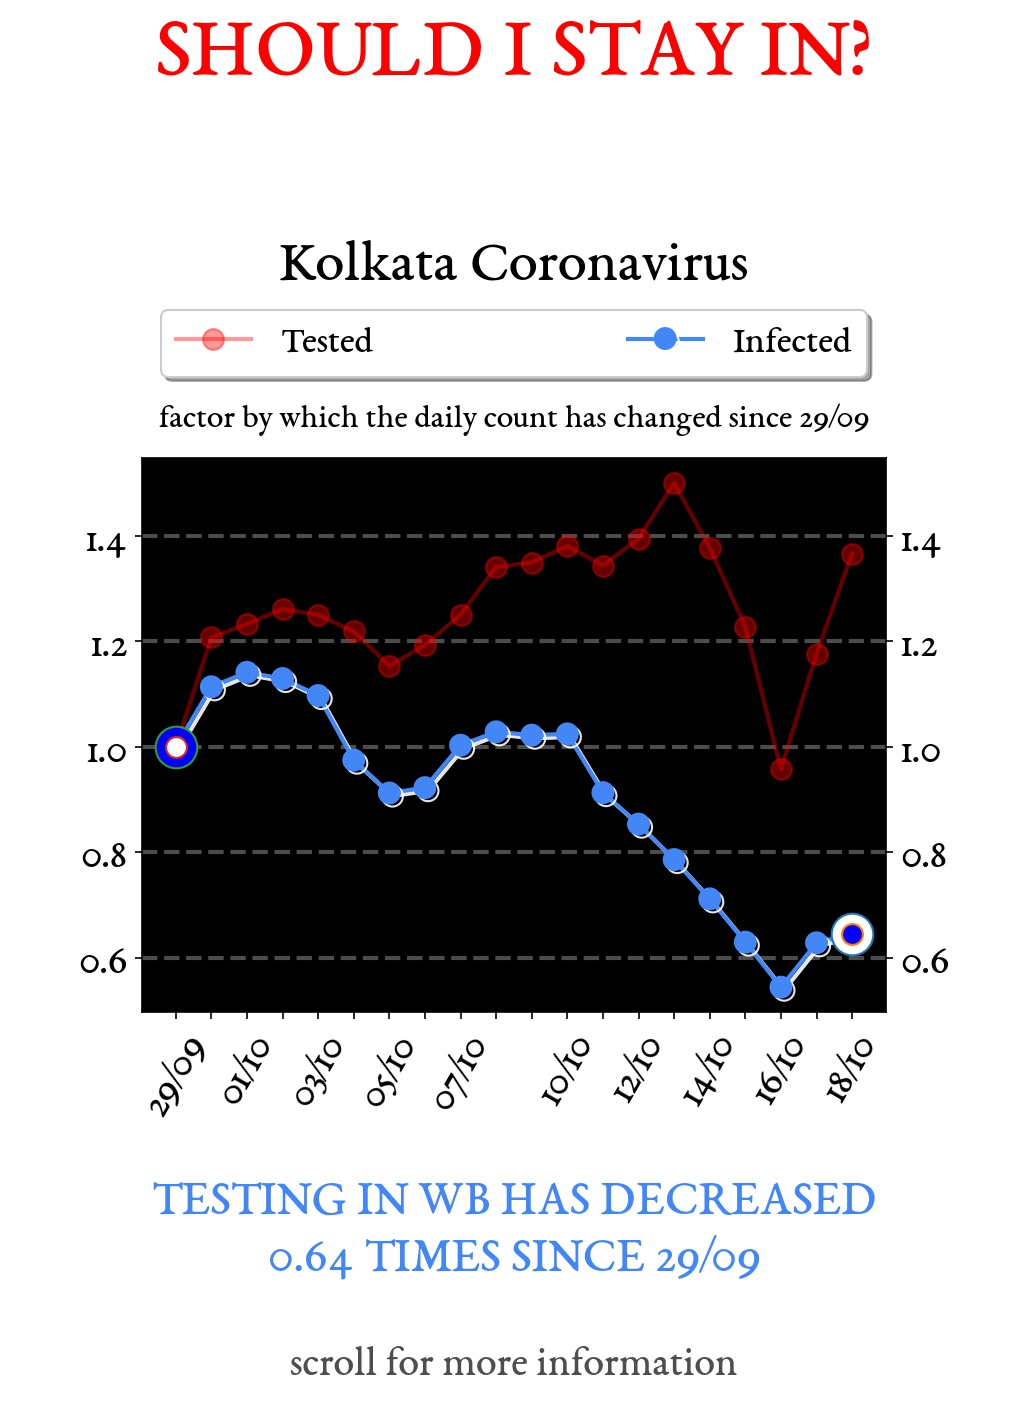 SHOULD I STAY IN?
Kolkata Coronavirus
Tested Infected
factor by which the daily count has changed since 29/09
1.4 1.4
1.2 1.2
1.0 1.0
0.8 0.8
0.6 0.6
29/09 01/10 03/10 05/10 07/10 10/10 12/10 14/10 16/10 18/10
TESTING IN WB HAS DECREASED
0.64 TIMES SINCE 29/09
scroll for more information